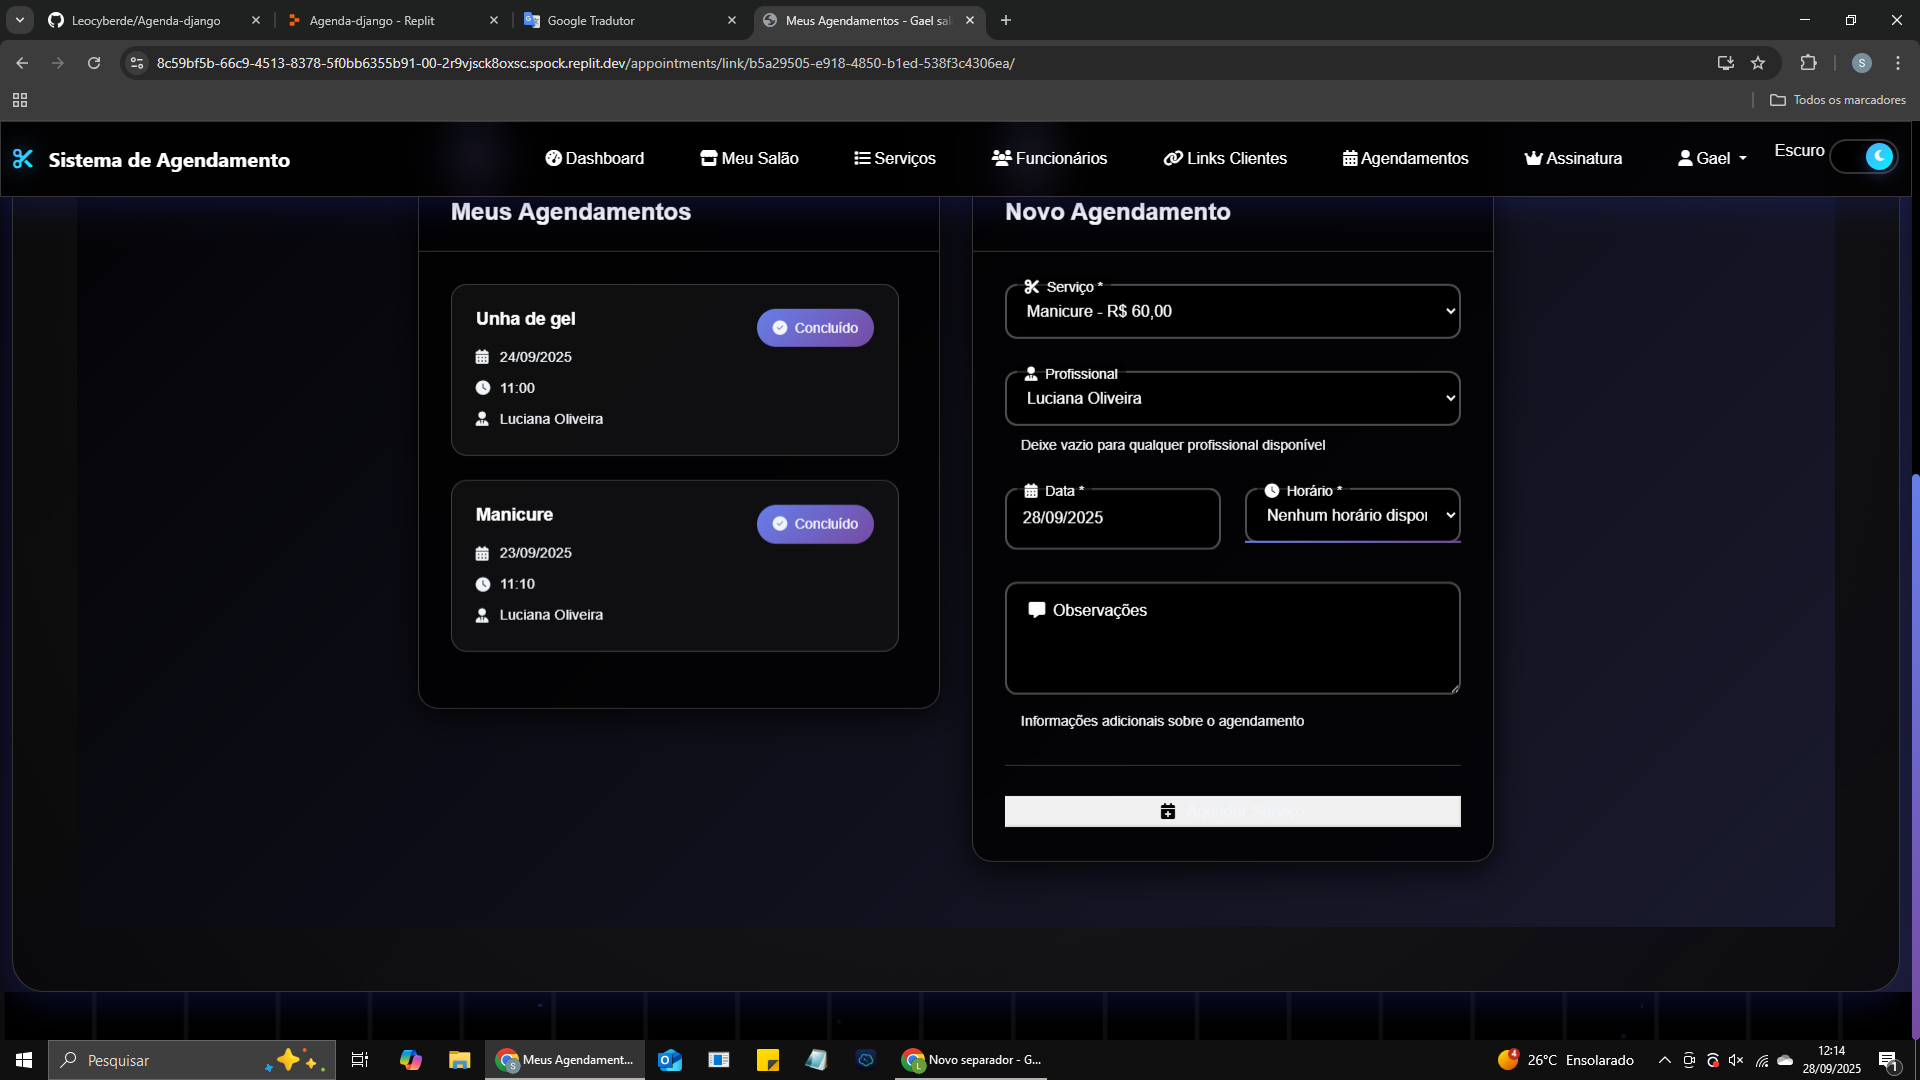 Leocyberde/Agenda-django
Agenda-django - Replit
Google Tradutor
Meus Agendamentos - Gael sal
8c59bf5b-66c9-4513-8378-5f0bb6355b91-00-2r9vjsck8oxsc.spock.replit.dev/appointments/link/b5a29505-e918-4850-b1ed-538f3c4306ea/
S
Todos os marcadores
Sistema de Agendamento
Dashboard
Meu Salão
Serviços
Funcionários
Links Clientes
Agendamentos
Assinatura
Gael
Escuro
Meus Agendamentos
Unha de gel
Concluído
24/09/2025
11:00
Luciana Oliveira
Manicure
Concluído
23/09/2025
11:10
Luciana Oliveira
Novo Agendamento
Serviço *
Manicure - R$ 60,00
Profissional
Luciana Oliveira
Deixe vazio para qualquer profissional disponível
Data *
28/09/2025
Horário *
Nenhum horário dispo
Observações
Informações adicionais sobre o agendamento
Agendar Serviço
Pesquisar
Meus Agendament...
Novo separador - G...
4
26°C Ensolarado
12:14
28/09/2025
1